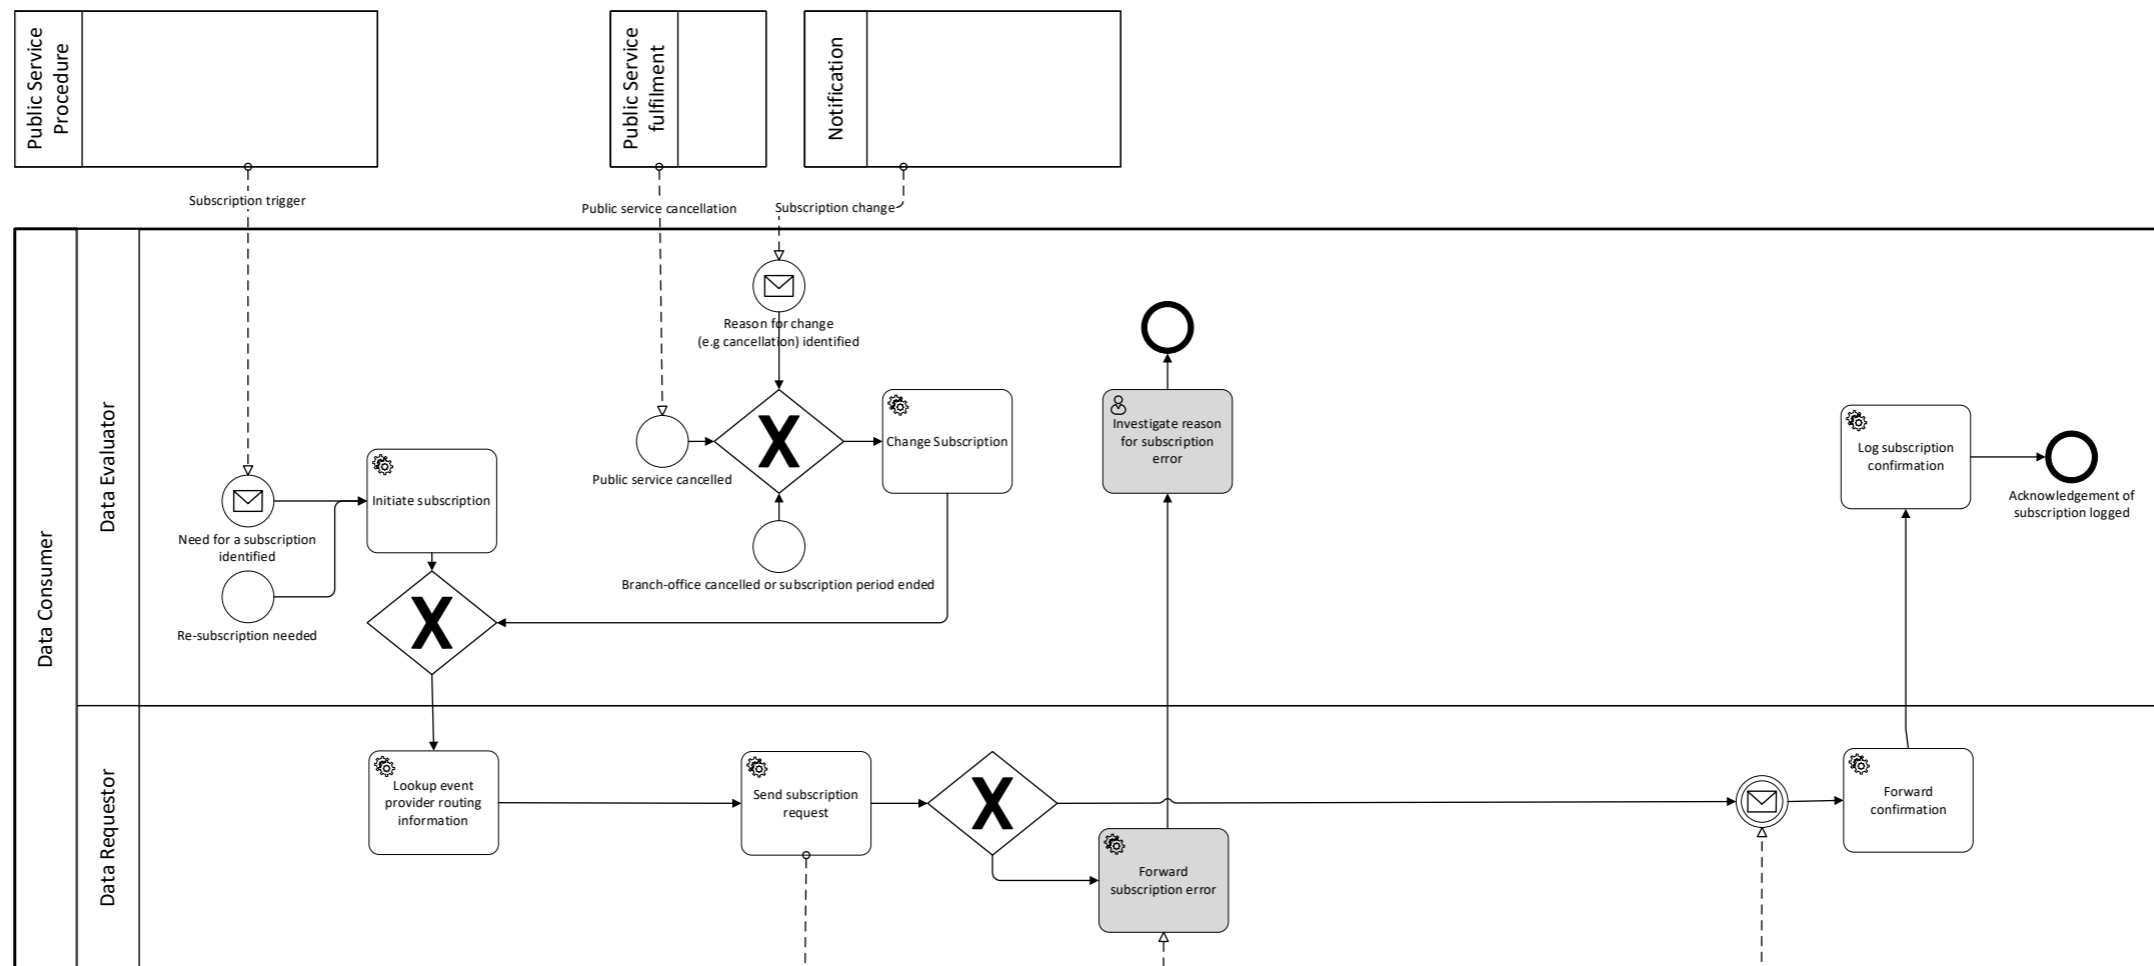 Public Service
Procedure
Public Service
fulfilment
Notification
Subscription trigger
Public service cancellation
Subscription change
Data Consumer
Data Evaluator
Reason for change
(e.g cancellation) identified
Change Subscription
Public service cancelled
Branch-office cancelled or subscription period ended
Need for a subscription
identified
Initiate subscription
Re-subscription needed
Investigate reason
for subscription
error
Log subscription
confirmation
Acknowledgement of
subscription logged
Data Requestor
Lookup event
provider routing
information
Send subscription
request
Forward
subscription error
Forward
confirmation